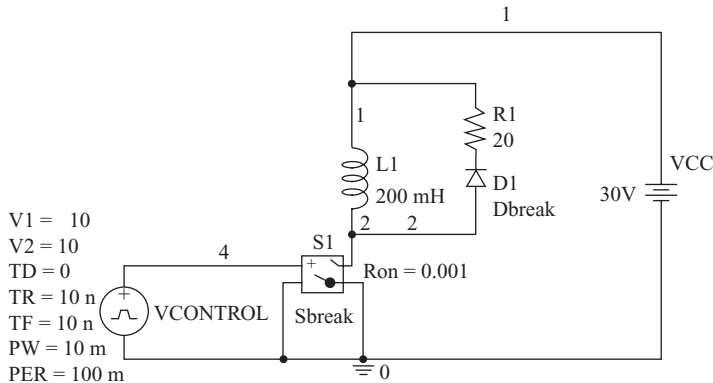 1
1
R1
20
L1
200 mH
D1
Dbreak
VCC
30V
2
2
S1
4
+
Ron = 0.001
Sbreak
0
V1 = 10
V2 = 10
TD = 0
TR = 10 n
TF = 10 n
PW = 10 m
PER = 100 m
+
VCONTROL